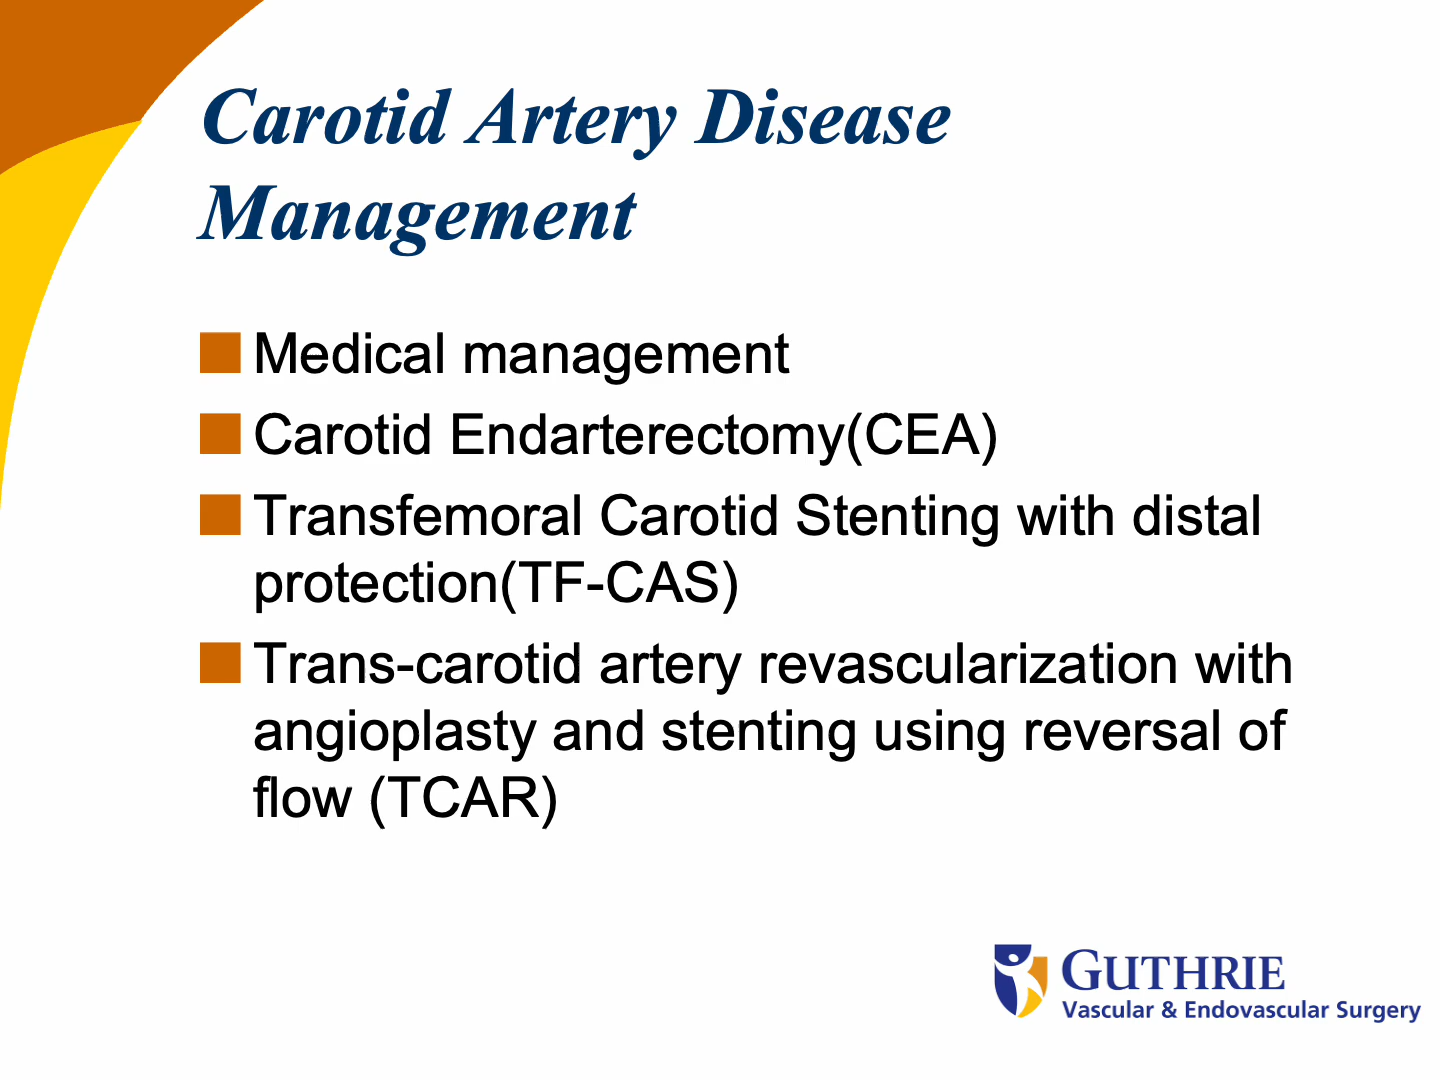 Carotid Artery Disease
Management
Medical management
Carotid Endarterectomy(CEA)
Transfemoral Carotid Stenting with distal
protection(TF-CAS)
Trans-carotid artery revascularization with
angioplasty and stenting using reversal of
flow (TCAR)
GUTHRIE
Vascular & Endovascular Surgery